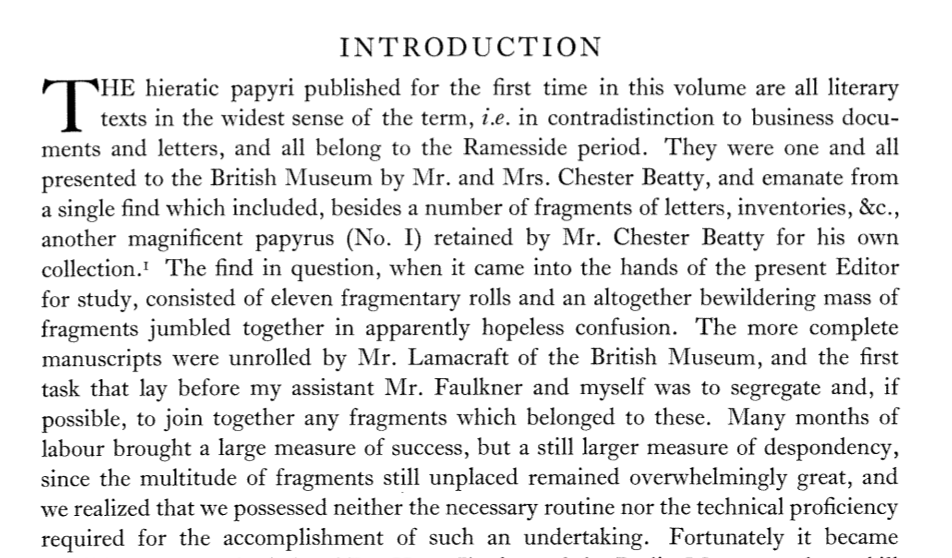 INTRODUCTION
THE hieratic papyri published for the first time in this volume are all literary
texts in the widest sense of the term, i.e. in contradistinction to business docu-
ments and letters, and all belong to the Ramesside period. They were one and all
presented to the British Museum by Mr. and Mrs. Chester Beatty, and emanate from
a single find which included, besides a number of fragments of letters, inventories, &c.,
another magnificent papyrus (No. I) retained by Mr. Chester Beatty for his own
collection.¹ The find in question, when it came into the hands of the present Editor
for study, consisted of eleven fragmentary rolls and an altogether bewildering mass of
fragments jumbled together in apparently hopeless confusion. The more complete
manuscripts were unrolled by Mr. Lamacraft of the British Museum, and the first
task that lay before my assistant Mr. Faulkner and myself was to segregate and, if
possible, to join together any fragments which belonged to these. Many months of
labour brought a large measure of success, but a still larger measure of despondency,
since the multitude of fragments still unplaced remained overwhelmingly great, and
we realized that we possessed neither the necessary routine nor the technical proficiency
required for the accomplishment of such an undertaking. Fortunately it became